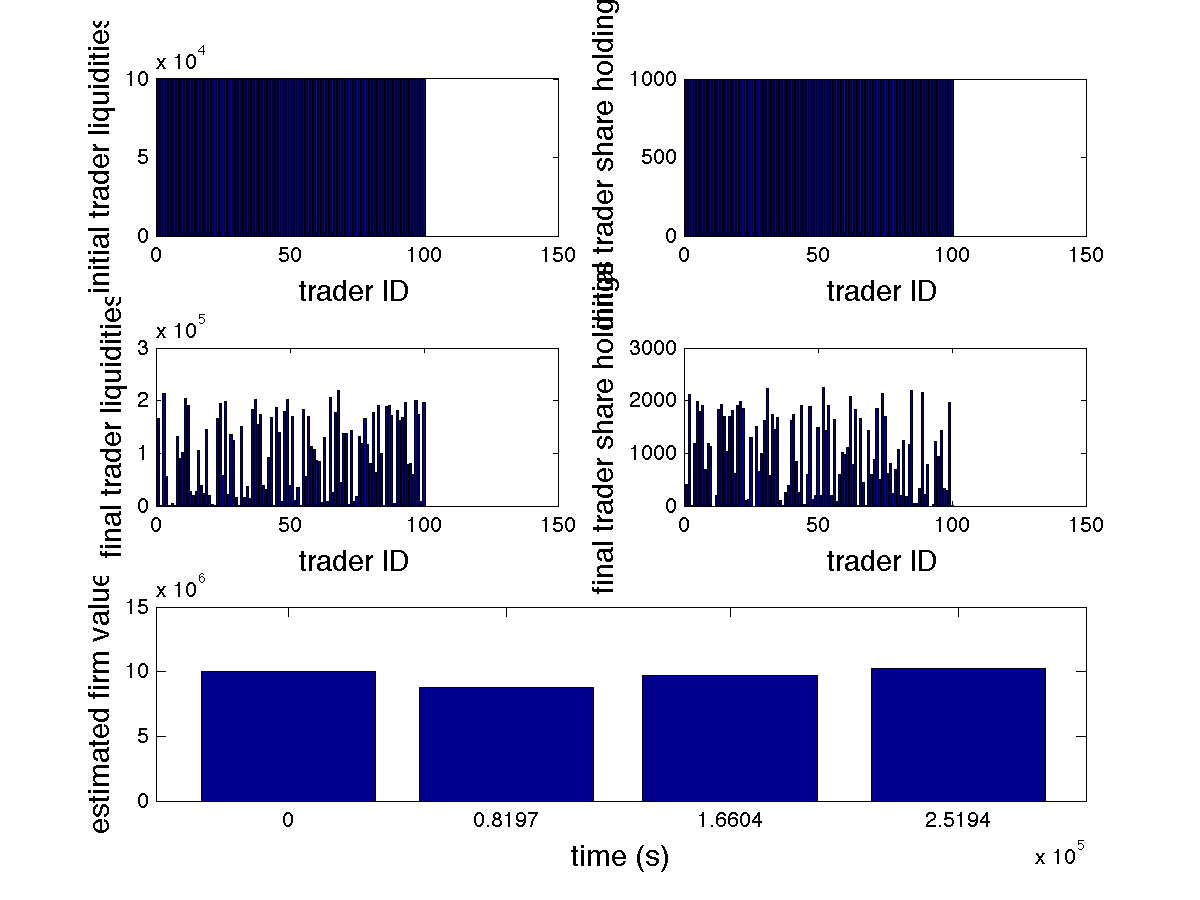 initial trader liquidities
x 10^4
10
5
0
0 50 100 150
trader ID
trader share holding
1000
500
0
0 50 100 150
trader ID
final trader liquidities
x 10^5
3
2
1
0
0 50 100 150
trader ID
final trader share holdings
3000
2000
1000
0
0 50 100 150
trader ID
estimated firm value
x 10^6
15
10
5
0
0 0.8197 1.6604 2.5194
time (s)
x 10^5